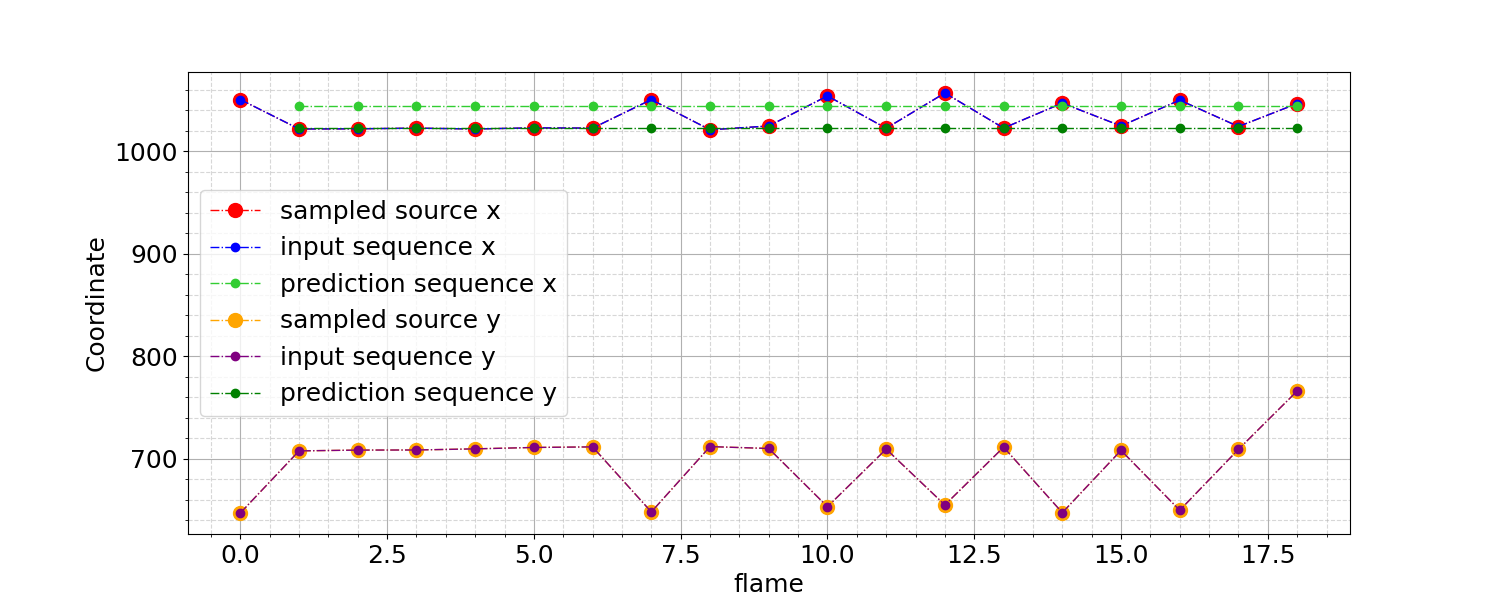 Coordinate
1000
900
800
700
sampled source x
input sequence x
prediction sequence x
sampled source y
input sequence y
prediction sequence y
0.0 2.5 5.0 7.5 10.0 12.5 15.0 17.5
flame